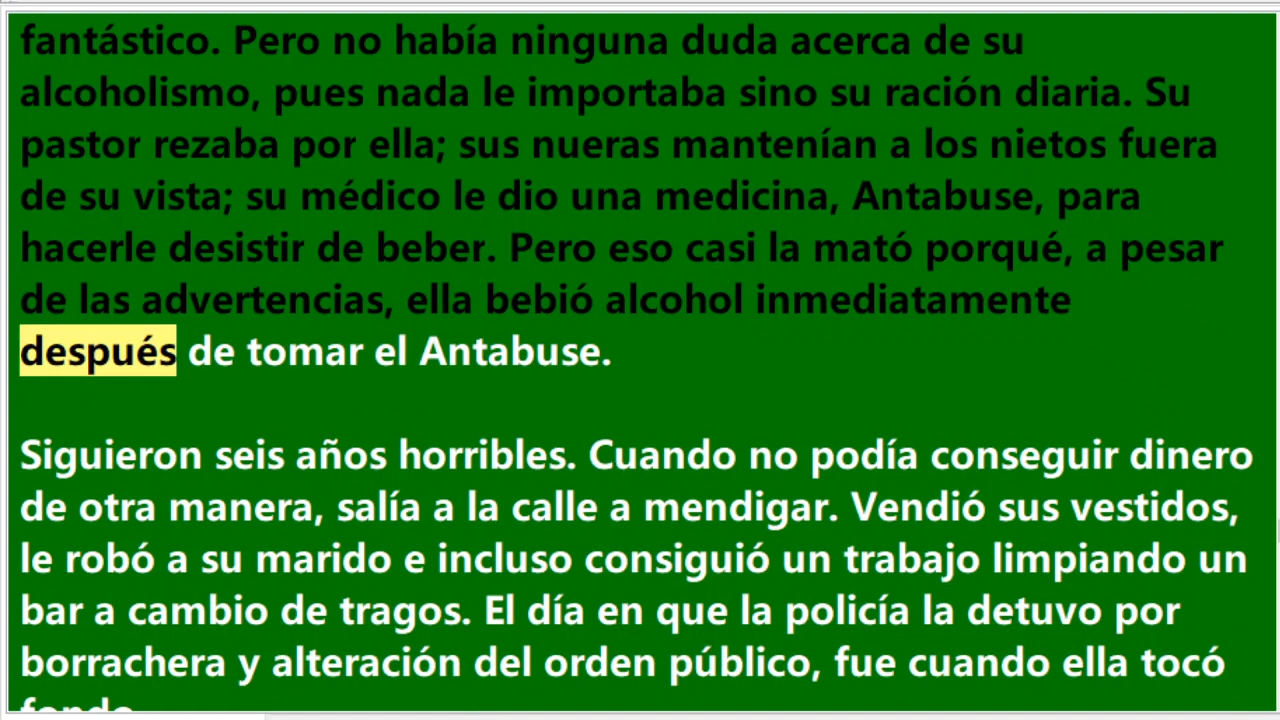 fantástico. Pero no había ninguna duda acerca de su
alcoholismo, pues nada le importaba sino su ración diaria. Su
pastor rezaba por ella; sus nueras mantenían a los nietos fuera
de su vista; su médico le dio una medicina, Antabuse, para
hacerle desistir de beber. Pero eso casi la mató porqué, a pesar
de las advertencias, ella bebió alcohol inmediatamente
después de tomar el Antabuse.
Siguieron seis años horribles. Cuando no podía conseguir dinero
de otra manera, salía a la calle a mendigar. Vendió sus vestidos,
le robó a su marido e incluso consiguió un trabajo limpiando un
bar a cambio de tragos. El día en que la policía la detuvo por
borrachera y alteración del orden público, fue cuando ella tocó